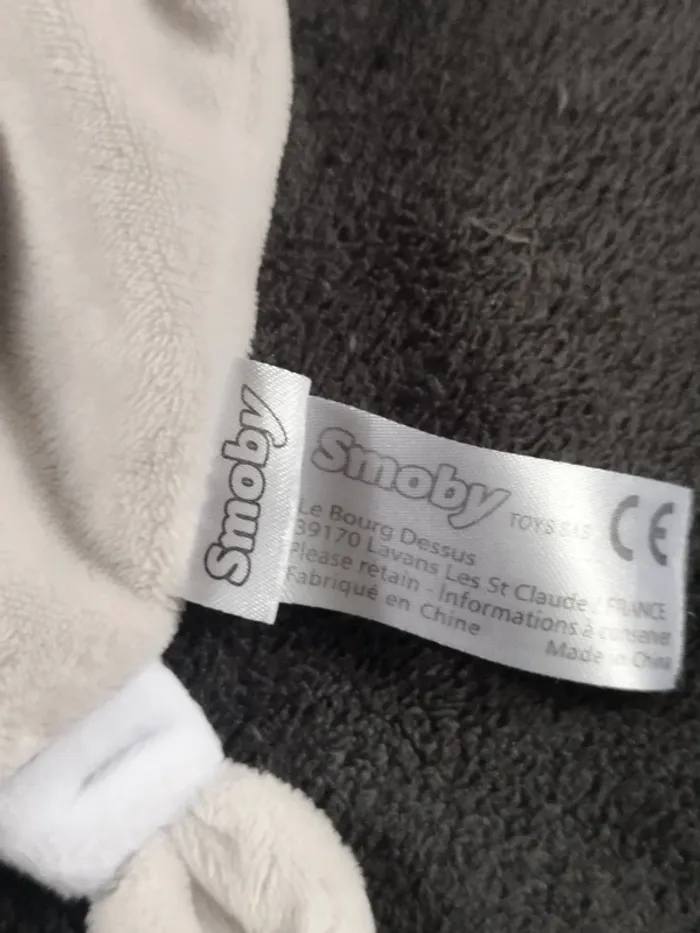 Smoby
Smoby TOYS SAS CE
Le Bourg Dessus
39170 Lavans Les St Claude / FRANCE
Please retain - Informations à conserver
Fabriqué en Chine
Made in China